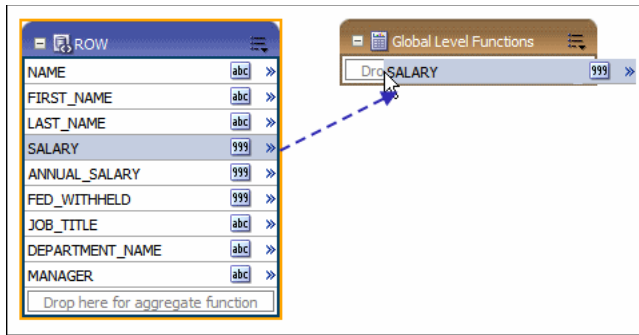 ROW
NAME abc »
FIRST_NAME abc »
LAST_NAME abc »
SALARY 999 »
ANNUAL_SALARY 999 »
FED_WITHHELD 999 »
JOB_TITLE abc »
DEPARTMENT_NAME abc »
MANAGER abc »
Drop here for aggregate function
Global Level Functions
Dro SALARY 999 »